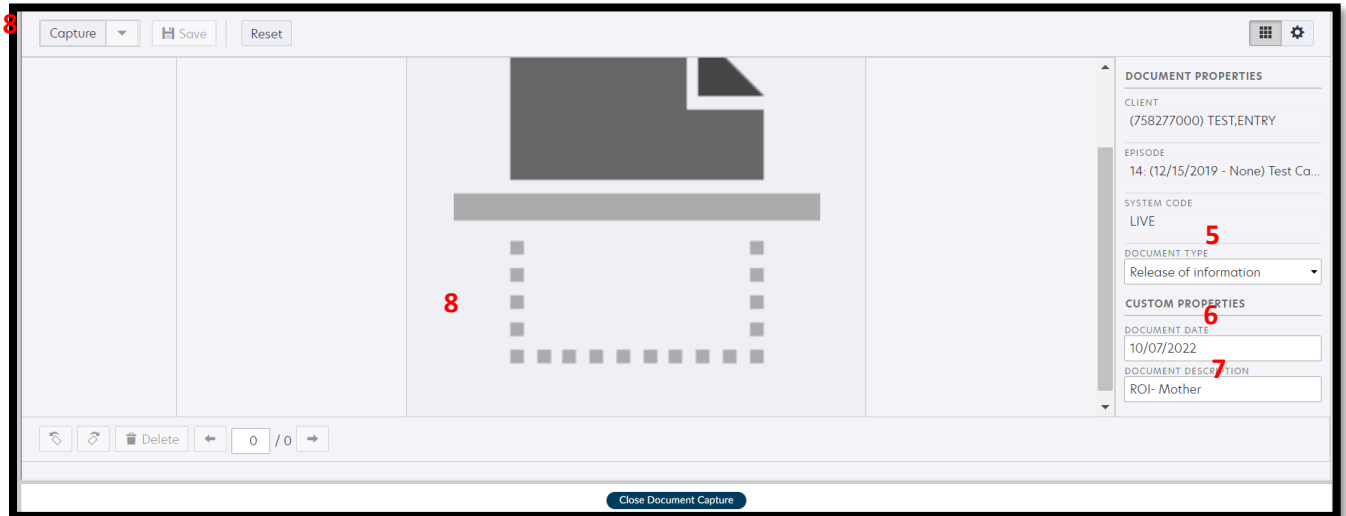 8
Capture Save Reset
DOCUMENT PROPERTIES
CLIENT
(758277000) TEST,ENTRY
EPISODE
14: (12/15/2019 - None) Test Ca...
SYSTEM CODE
LIVE
5
DOCUMENT TYPE
Release of information
8
CUSTOM PROPERTIES
6
DOCUMENT DATE
10/07/2022
7
DOCUMENT DESCRIPTION
ROI- Mother
Delete 0 / 0
Close Document Capture